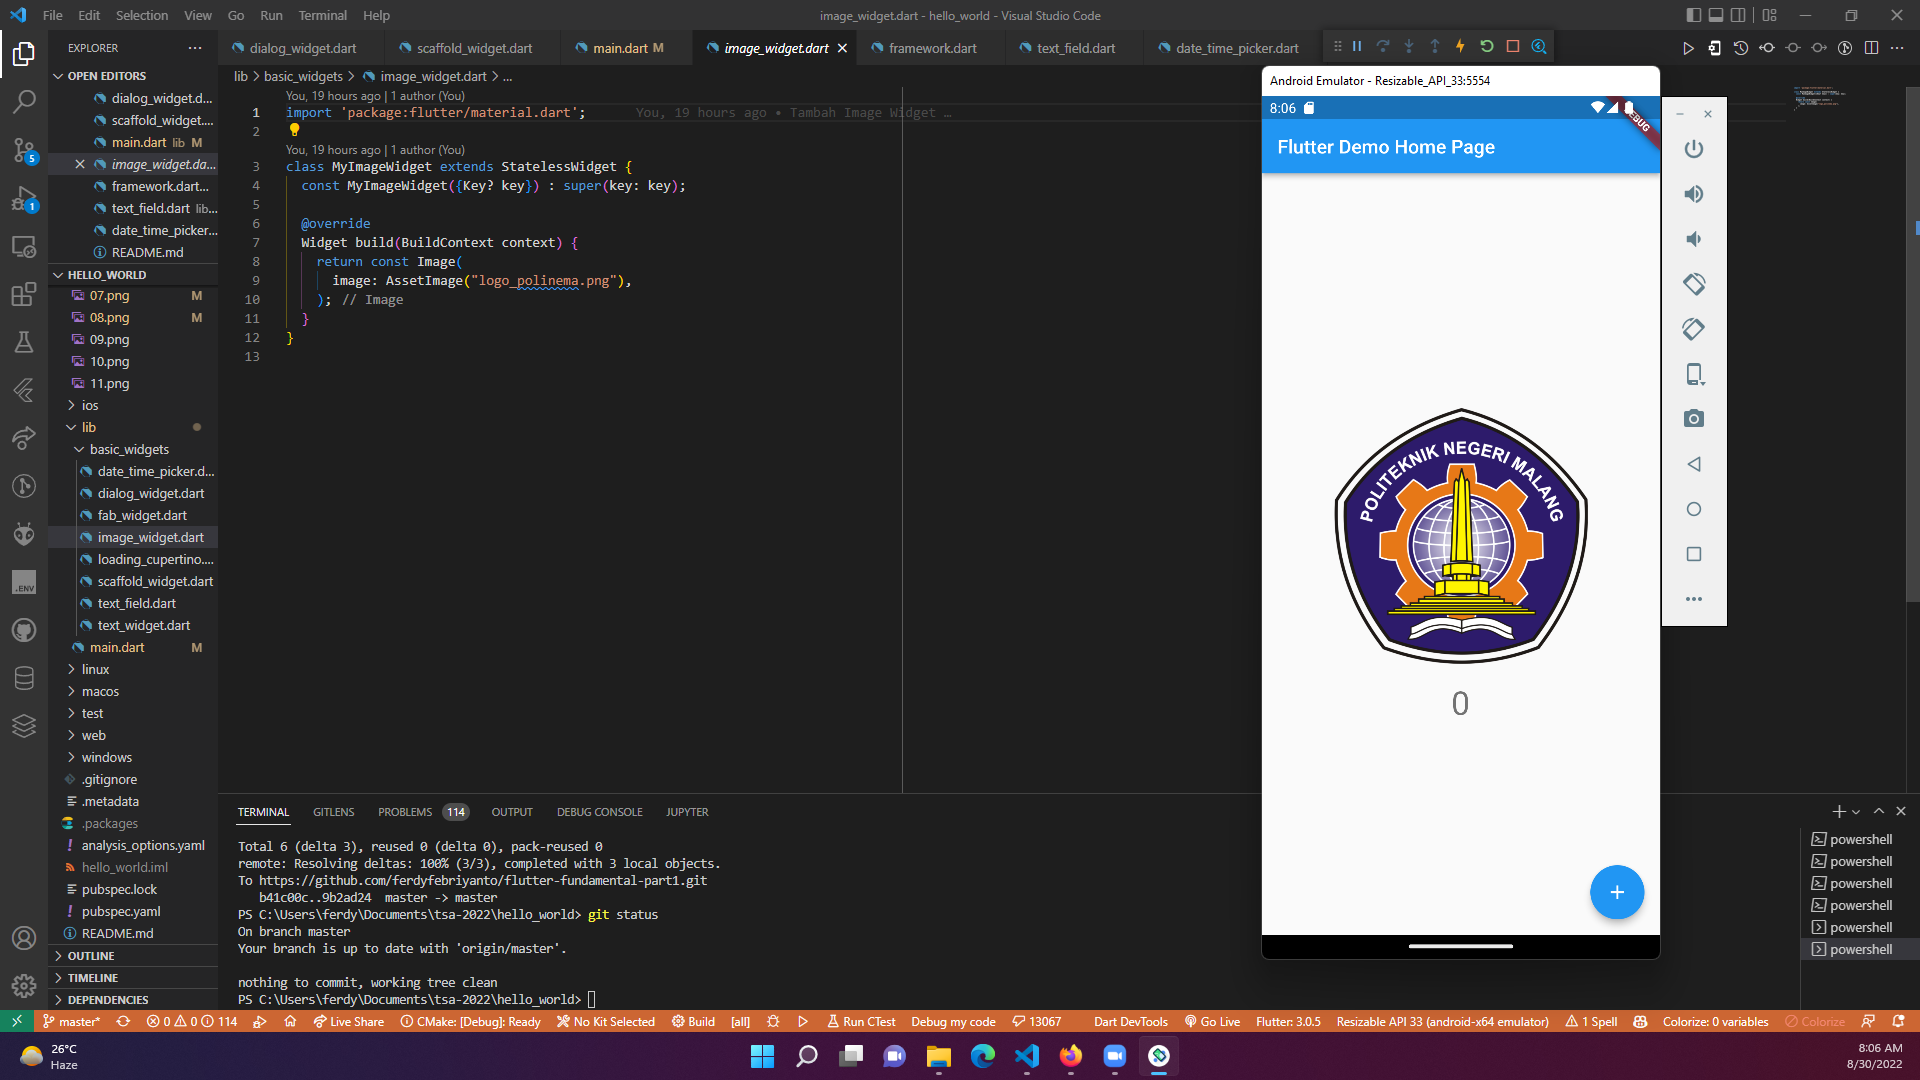 File Edit Selection View Go Run Terminal Help
image_widget.dart - hello_world - Visual Studio Code
EXPLORER
dialog_widget.dart
scaffold_widget.dart
main.dart M
image_widget.dart
framework.dart
text_field.dart
date_time_picker.dart
OPEN EDITORS
dialog_widget.d...
scaffold_widget....
main.dart lib M
image_widget.da...
framework.dart...
text_field.dart lib...
date_time_picker...
README.md
5
1
HELLO_WORLD
07.png M
08.png M
09.png
10.png
11.png
ios
lib
basic_widgets
date_time_picker.d...
dialog_widget.dart
fab_widget.dart
image_widget.dart
loading_cupertino....
scaffold_widget.dart
text_field.dart
text_widget.dart
main.dart M
linux
macos
test
web
windows
.gitignore
.metadata
.packages
analysis_options.yaml
hello_world.iml
pubspec.lock
pubspec.yaml
README.md
OUTLINE
TIMELINE
DEPENDENCIES
.ENV
lib > basic_widgets > image_widget.dart > ...
You, 19 hours ago | 1 author (You)
1 import 'package:flutter/material.dart'; You, 19 hours ago • Tambah Image Widget …
2
You, 19 hours ago | 1 author (You)
3 class MyImageWidget extends StatelessWidget {
4 const MyImageWidget({Key? key}) : super(key: key);
5
6 @override
7 Widget build(BuildContext context) {
8 return const Image(
9 image: AssetImage("logo_polinema.png"),
10 ); // Image
11 }
12 }
13
Android Emulator - Resizable_API_33:5554
8:06
DEBUG
Flutter Demo Home Page
POLITEKNIK NEGERI MALANG
0
+
TERMINAL GITLENS PROBLEMS 114 OUTPUT DEBUG CONSOLE JUPYTER
Total 6 (delta 3), reused 0 (delta 0), pack-reused 0
remote: Resolving deltas: 100% (3/3), completed with 3 local objects.
To https://github.com/ferdyfebriyanto/flutter-fundamental-part1.git
b41c00c..9b2ad24 master -> master
PS C:\Users\ferdy\Documents\tsa-2022\hello_world> git status
On branch master
Your branch is up to date with 'origin/master'.
nothing to commit, working tree clean
PS C:\Users\ferdy\Documents\tsa-2022\hello_world>
powershell
powershell
powershell
powershell
powershell
powershell
master* 0 0 114 Live Share CMake: [Debug]: Ready No Kit Selected Build [all] Run CTest Debug my code 13067 Dart DevTools Go Live Flutter: 3.0.5 Resizable API 33 (android-x64 emulator) 1 Spell Colorize: 0 variables Colorize
26°C
Haze
8:06 AM
8/30/2022